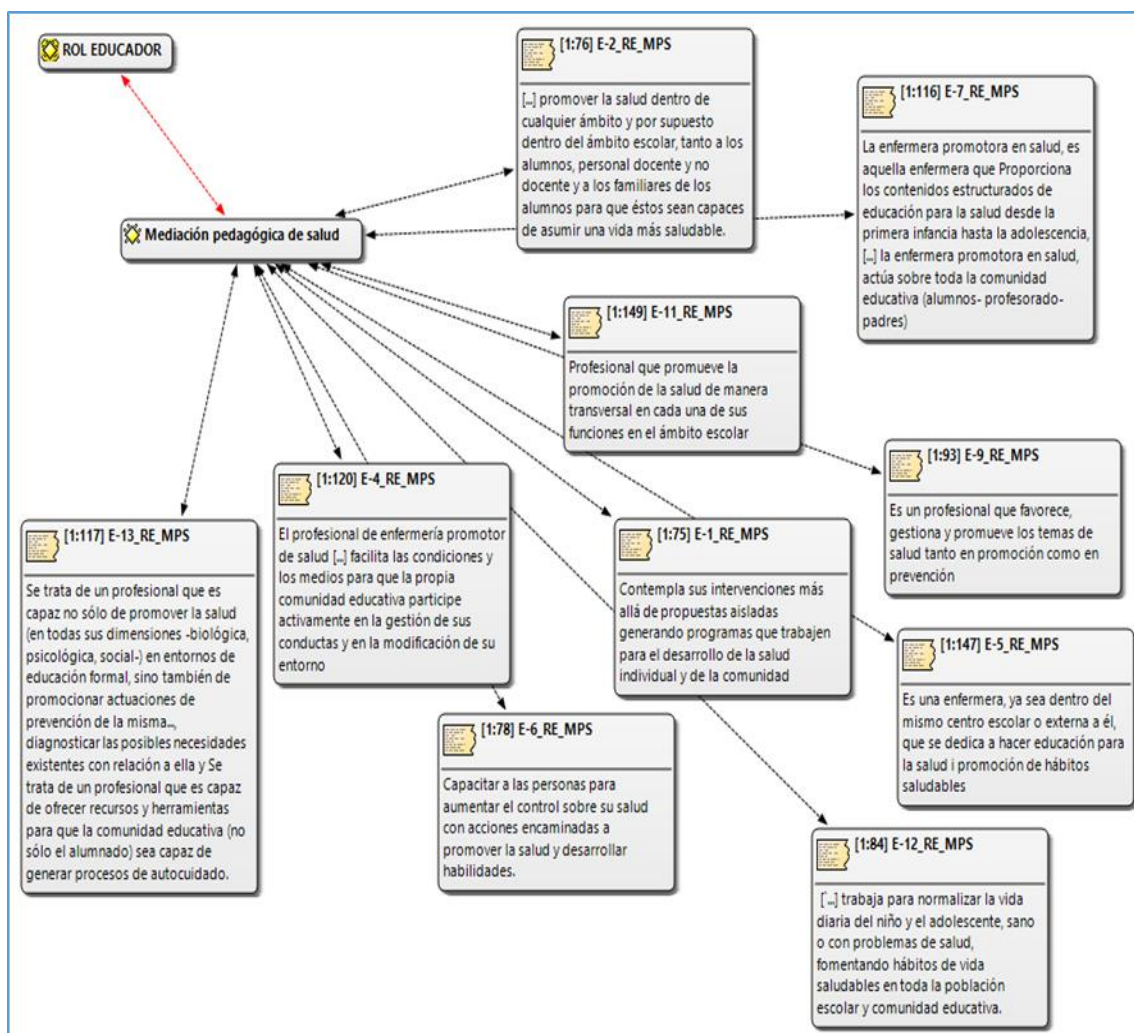 ROL EDUCADOR
Mediación pedagógica de salud
[1:76] E-2_RE_MPS
[...] promover la salud dentro de
cualquier ámbito y por supuesto
dentro del ámbito escolar, tanto a los
alumnos, personal docente y no
docente y a los familiares de los
alumnos para que éstos sean capaces
de asumir una vida más saludable.
[1:116] E-7_RE_MPS
La enfermera promotora en salud, es
aquella enfermera que Proporciona
los contenidos estructurados de
educación para la salud desde la
primera infancia hasta la adolescencia,
[...] la enfermera promotora en salud,
actúa sobre toda la comunidad
educativa (alumnos- profesorado-
padres)
[1:149] E-11_RE_MPS
Profesional que promueve la
promoción de la salud de manera
transversal en cada una de sus
funciones en el ámbito escolar
[1:93] E-9_RE_MPS
Es un profesional que favorece,
gestiona y promueve los temas de
salud tanto en promoción como en
prevención
[1:120] E-4_RE_MPS
El profesional de enfermería promotor
de salud [...] facilita las condiciones y
los medios para que la propia
comunidad educativa participe
activamente en la gestión de sus
conductas y en la modificación de su
entorno
[1:117] E-13_RE_MPS
Se trata de un profesional que es
capaz no sólo de promover la salud
(en todas sus dimensiones -biológica,
psicológica, social-) en entornos de
educación formal, sino también de
promocionar actuaciones de
prevención de la misma...,
diagnosticar las posibles necesidades
existentes con relación a ella y Se
trata de un profesional que es capaz
de ofrecer recursos y herramientas
para que la comunidad educativa (no
sólo el alumnado) sea capaz de
generar procesos de autocuidado.
[1:75] E-1_RE_MPS
Contempla sus intervenciones más
allá de propuestas aisladas
generando programas que trabajen
para el desarrollo de la salud
individual y de la comunidad
[1:147] E-5_RE_MPS
Es una enfermera, ya sea dentro del
mismo centro escolar o externa a él,
que se dedica a hacer educación para
la salud i promoción de hábitos
saludables
[1:78] E-6_RE_MPS
Capacitar a las personas para
aumentar el control sobre su salud
con acciones encaminadas a
promover la salud y desarrollar
habilidades.
[1:84] E-12_RE_MPS
[...] trabaja para normalizar la vida
diaria del niño y el adolescente, sano
o con problemas de salud,
fomentando hábitos de vida
saludables en toda la población
escolar y comunidad educativa.